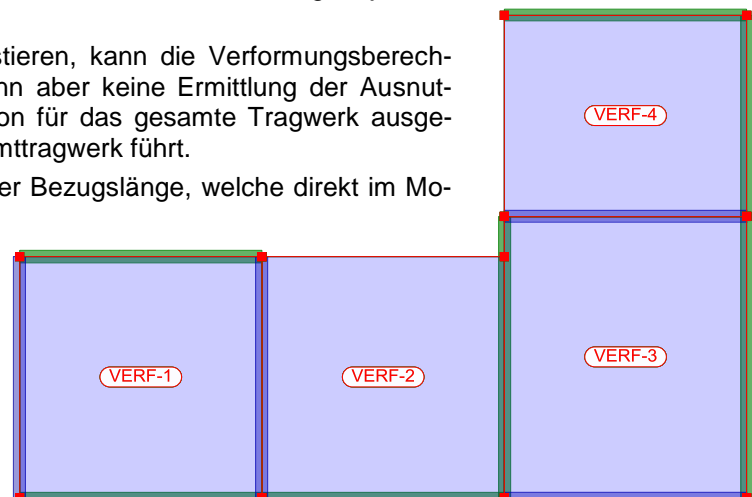 stieren, kann die Verformungsberech-
nn aber keine Ermittlung der Ausnut-
on für das gesamte Tragwerk ausge-
mttragwerk führt.
er Bezugslänge, welche direkt im Mo-
VERF-4
VERF-3
VERF-1
VERF-2